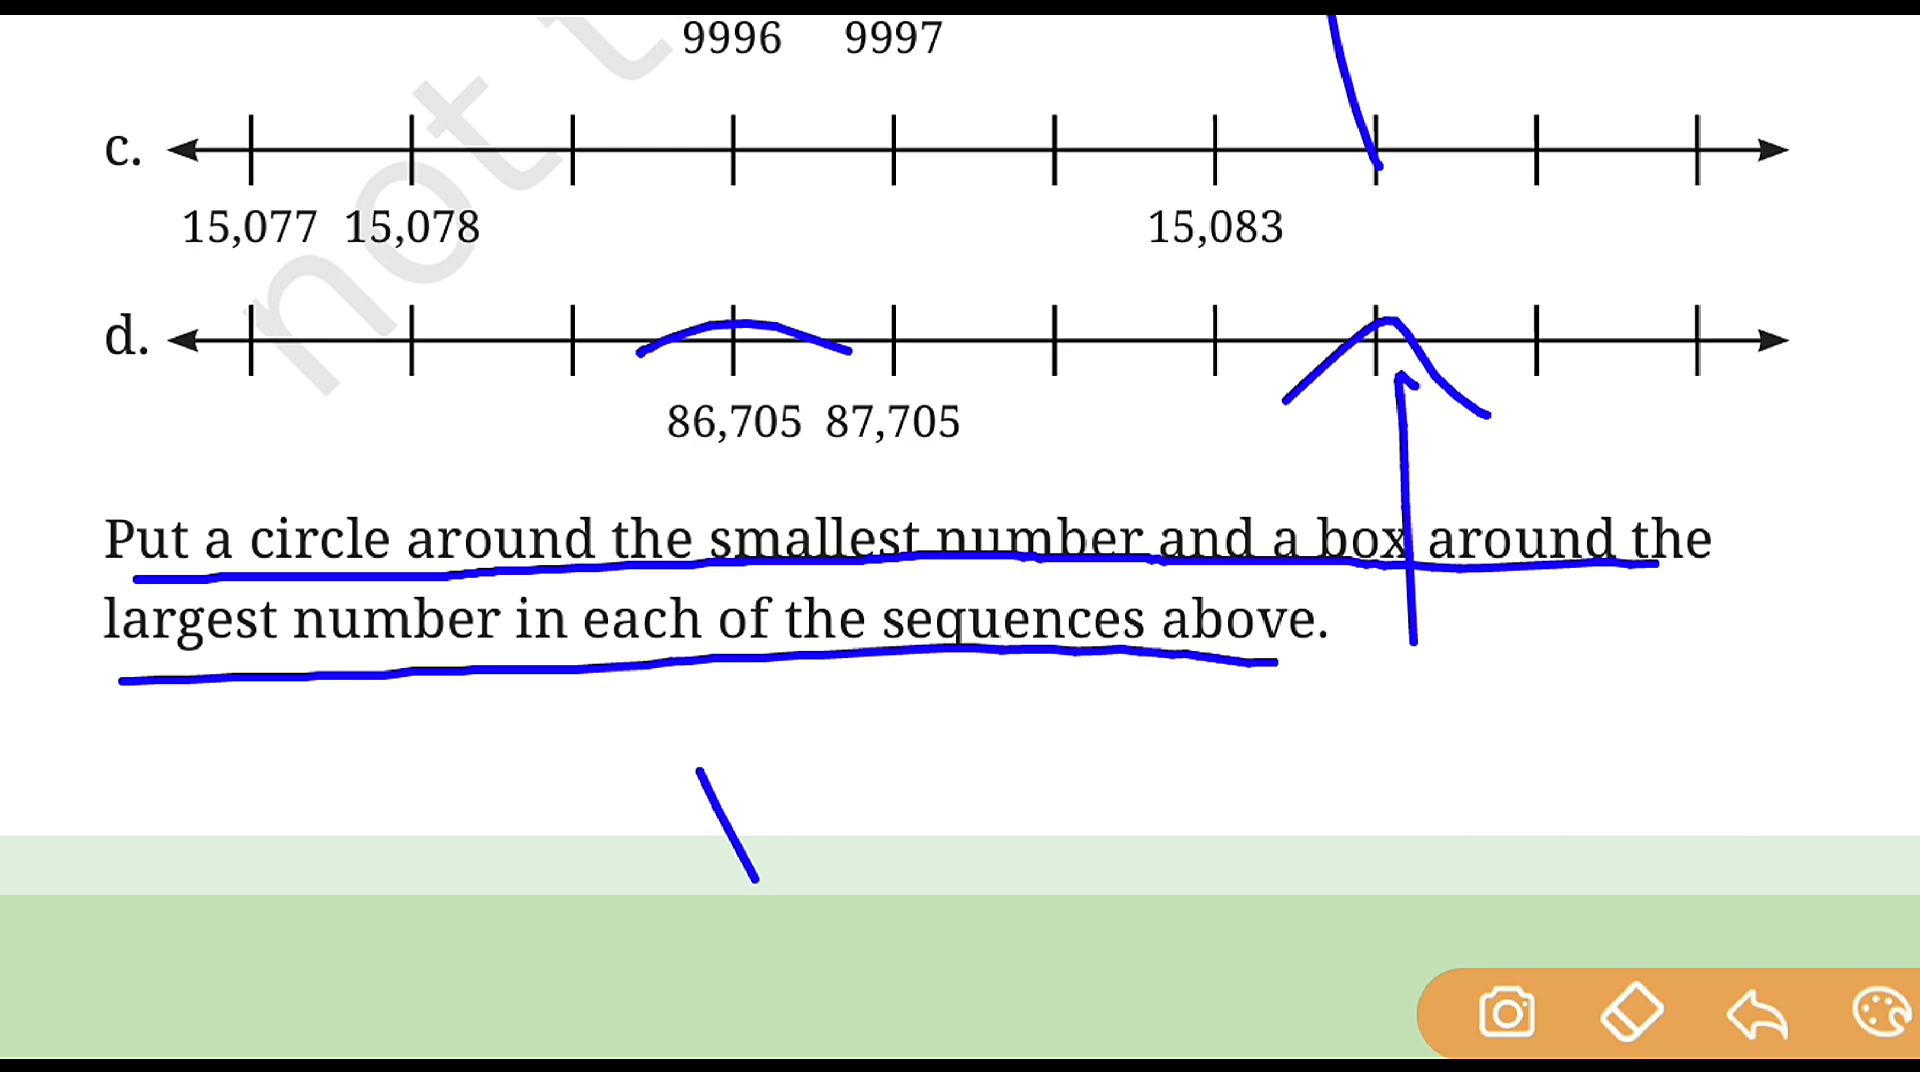 9996 9997
c.
15,077 15,078 15,083
d.
86,705 87,705
Put a circle around the smallest number and a box around the
largest number in each of the sequences above.
not t